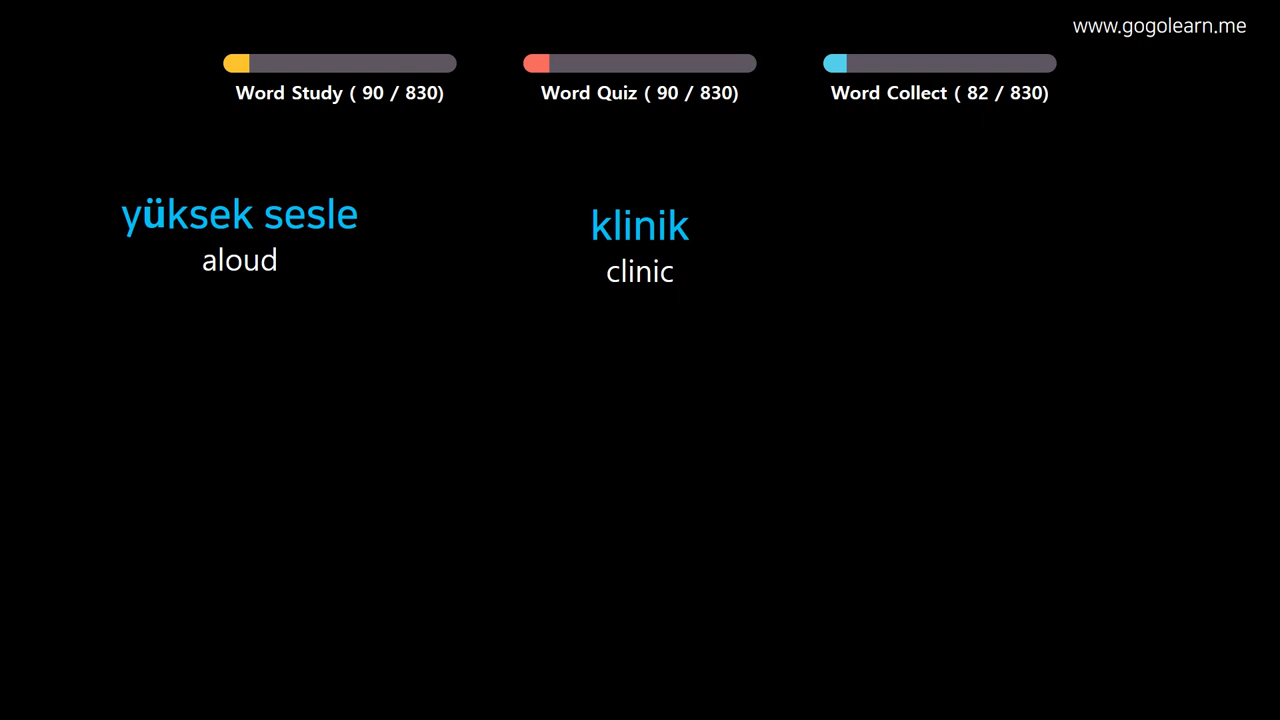 www.gogolearn.me
Word Study ( 90 / 830)
Word Quiz ( 90 / 830)
Word Collect ( 82 / 830)
yüksek sesle
aloud
klinik
clinic